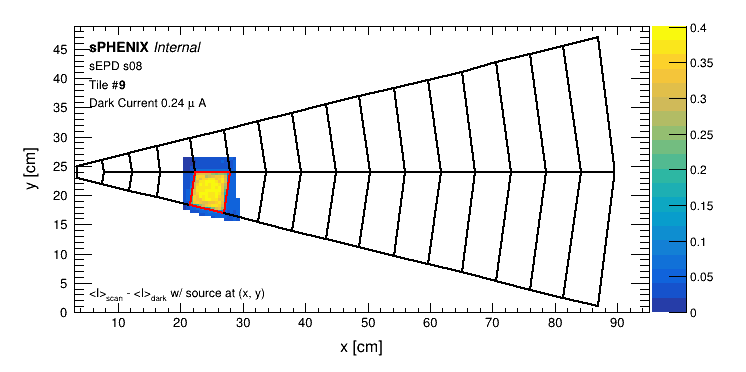 sPHENIX Internal
sEPD s08
Tile #9
Dark Current 0.24 μ A
<I>scan - <I>dark w/ source at (x, y)
y [cm]
45
40
35
30
25
20
15
10
5
0
10 20 30 40 50 60 70 80 90
x [cm]
0.4
0.35
0.3
0.25
0.2
0.15
0.1
0.05
0